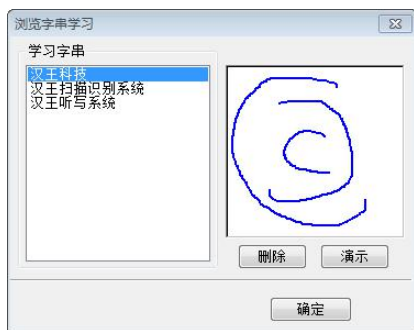 浏览字串学习
学习字串
汉王科技
汉王扫描识别系统
汉王听写系统
删除
演示
确定